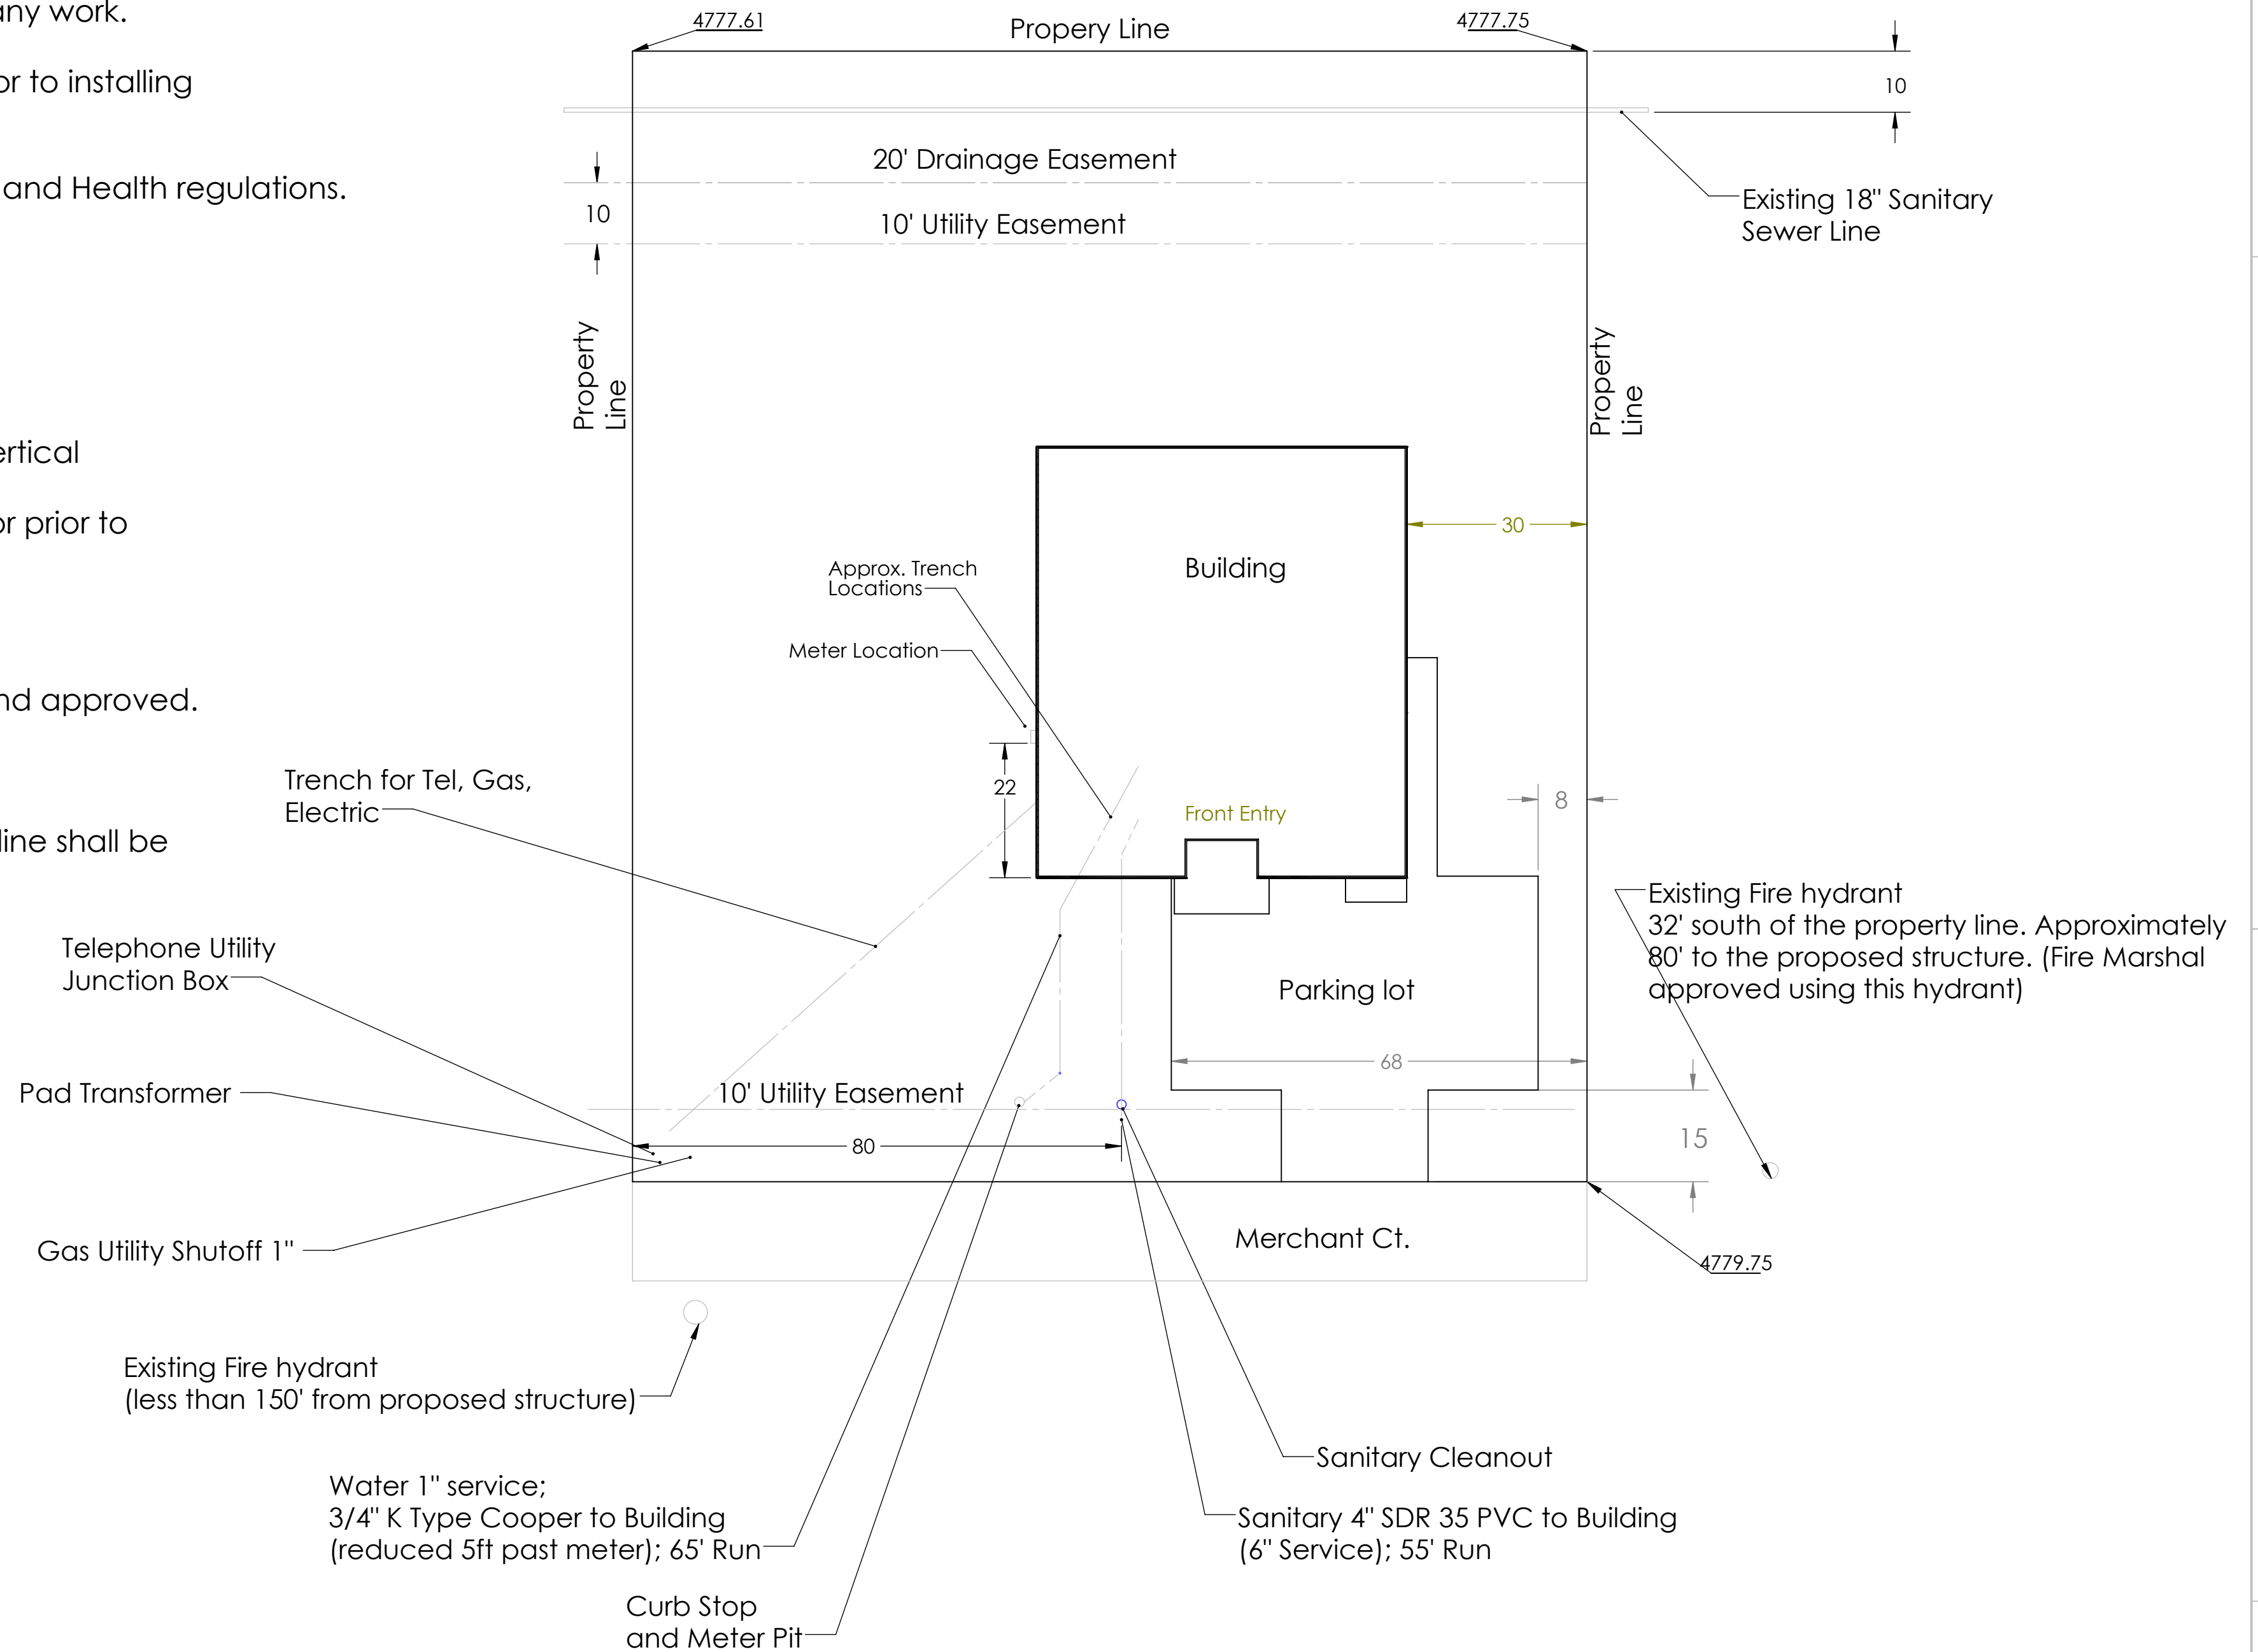 any work.
or to installing
and Health regulations.
ertical
or prior to
nd approved.
line shall be
4777.61
Propery Line
4777.75
10
20' Drainage Easement
10
10' Utility Easement
Existing 18" Sanitary
Sewer Line
Property
Line
Property
Line
30
Building
Approx. Trench
Locations
Meter Location
22
Trench for Tel, Gas,
Electric
Front Entry
8
Existing Fire hydrant
32' south of the property line. Approximately
80' to the proposed structure. (Fire Marshal
approved using this hydrant)
Telephone Utility
Junction Box
Parking lot
68
Pad Transformer
10' Utility Easement
80
15
Gas Utility Shutoff 1"
Merchant Ct.
4779.75
Existing Fire hydrant
(less than 150' from proposed structure)
Sanitary Cleanout
Water 1" service;
3/4" K Type Cooper to Building
(reduced 5ft past meter); 65' Run
Sanitary 4" SDR 35 PVC to Building
(6" Service); 55' Run
Curb Stop
and Meter Pit